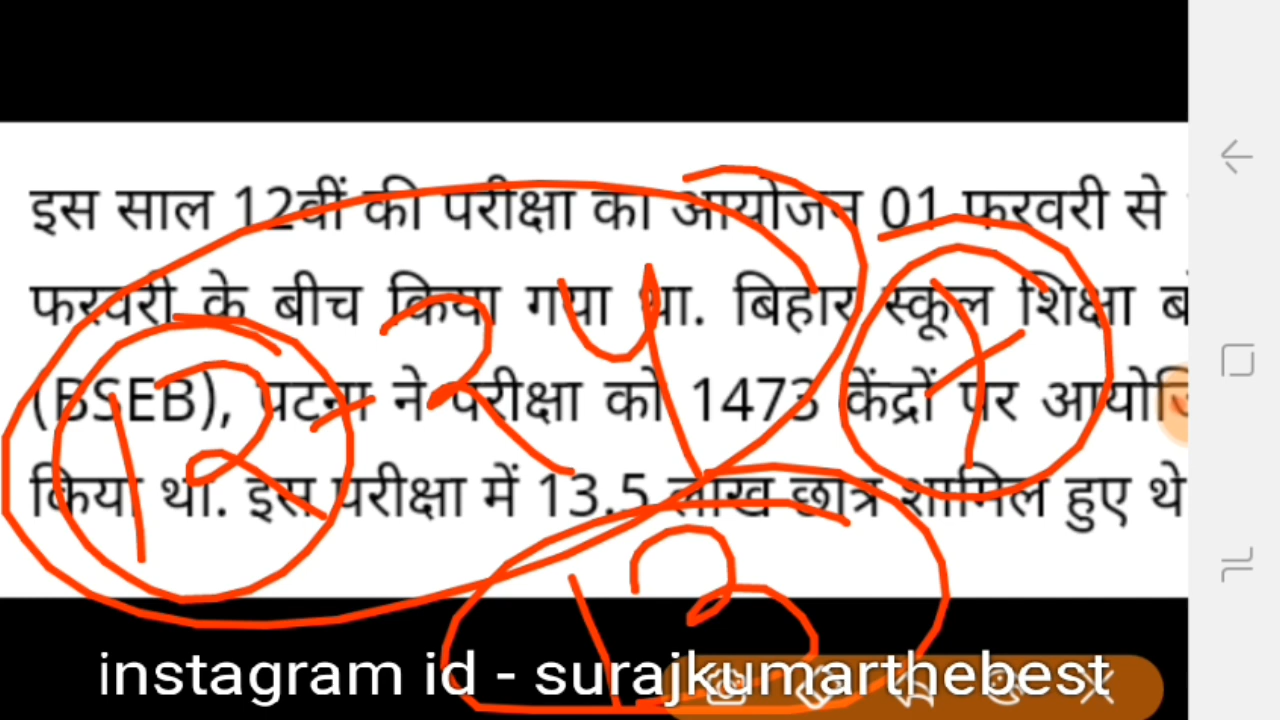 इस साल 12वीं की परीक्षा का आयोजन 01 फरवरी से
फरवरी के बीच किया गया था. बिहार स्कूल शिक्षा
(BSEB), पटना ने परीक्षा को 1473 केंद्रों पर
किया था. इस परीक्षा में 13.5 लाख छात्र शामिल हुए थे
12 - 24
7
12
instagram id - surajkumarthebest